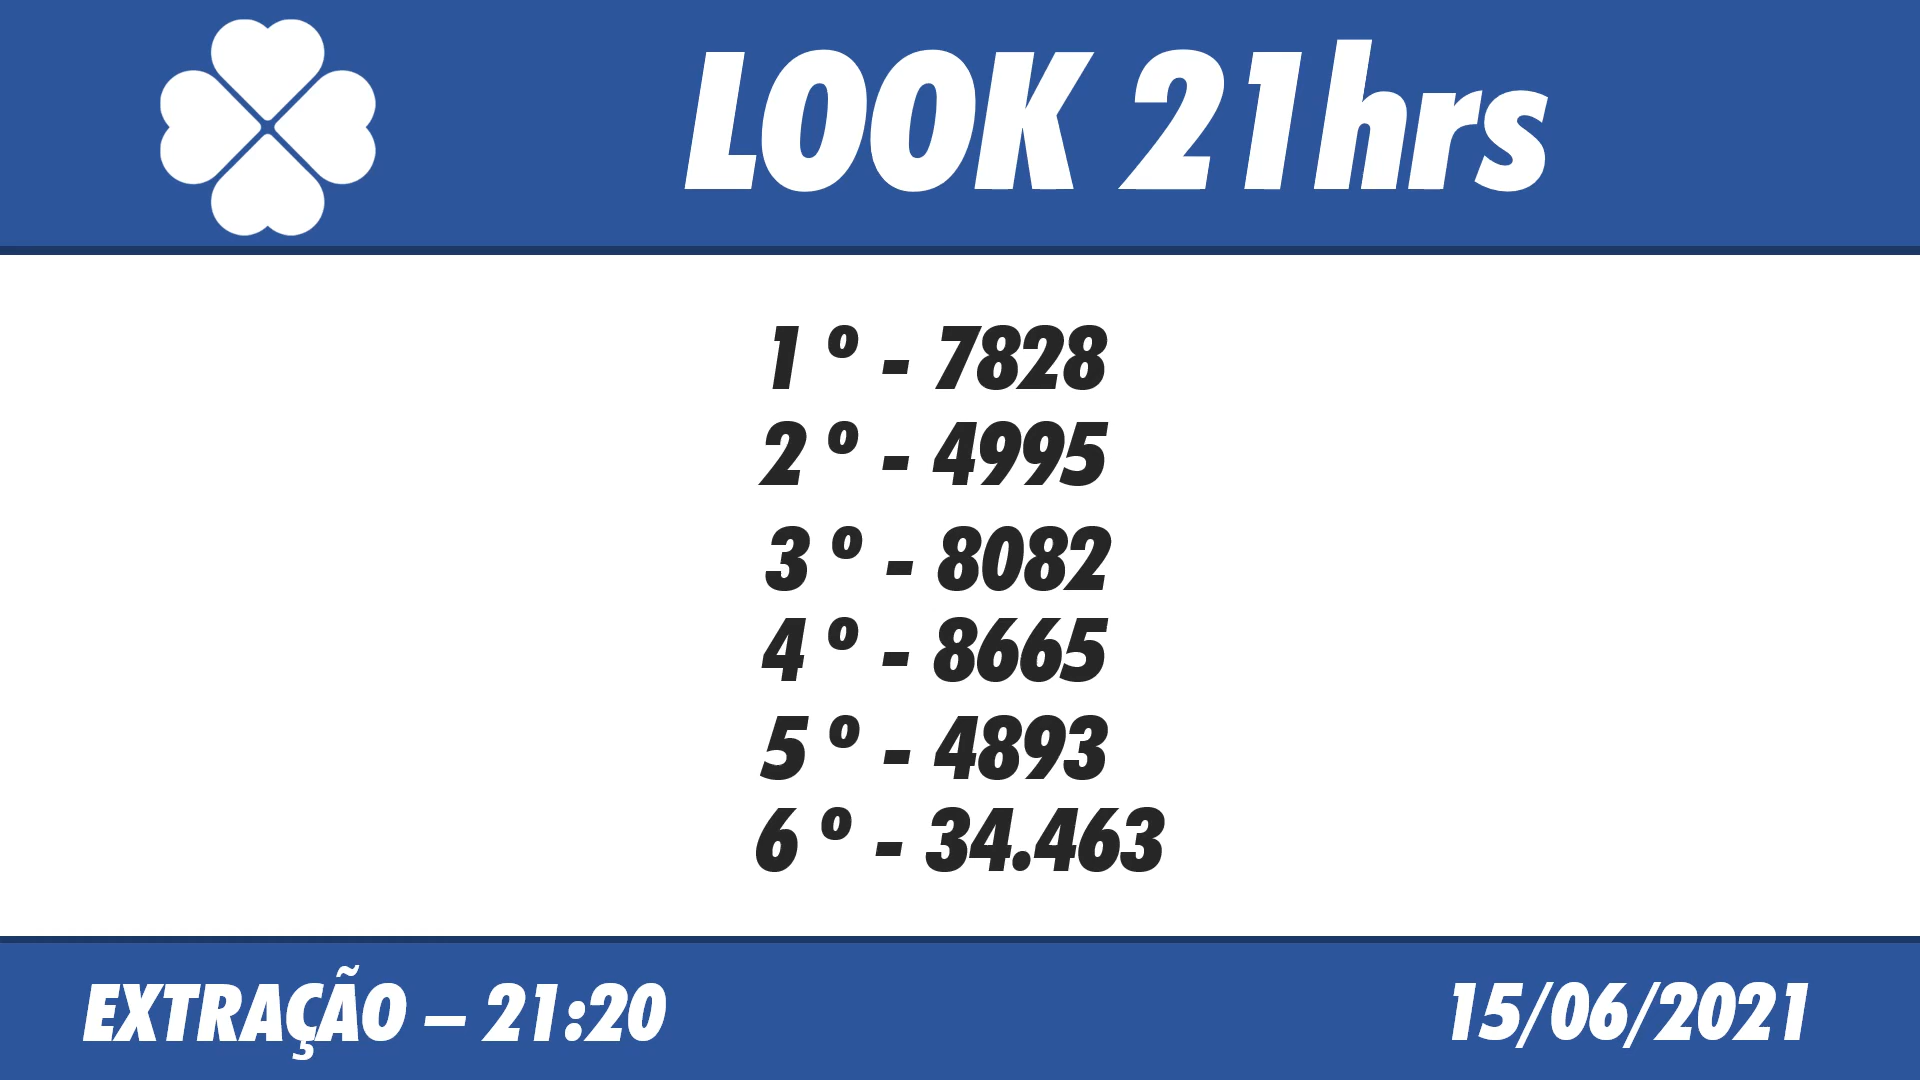 LOOK 21hrs
1 º - 7828
2 º - 4995
3 º - 8082
4 º - 8665
5 º - 4893
6 º - 34.463
EXTRAÇÃO – 21:20
15/06/2021